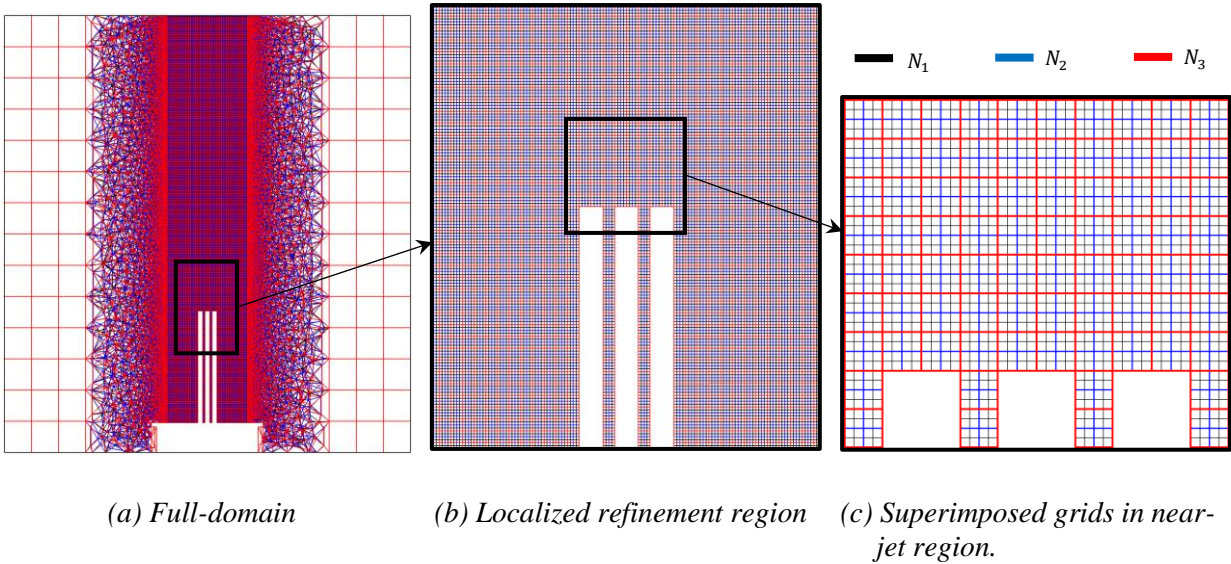 N₁ N₂ N₃
(a) Full-domain
(b) Localized refinement region
(c) Superimposed grids in near-
jet region.